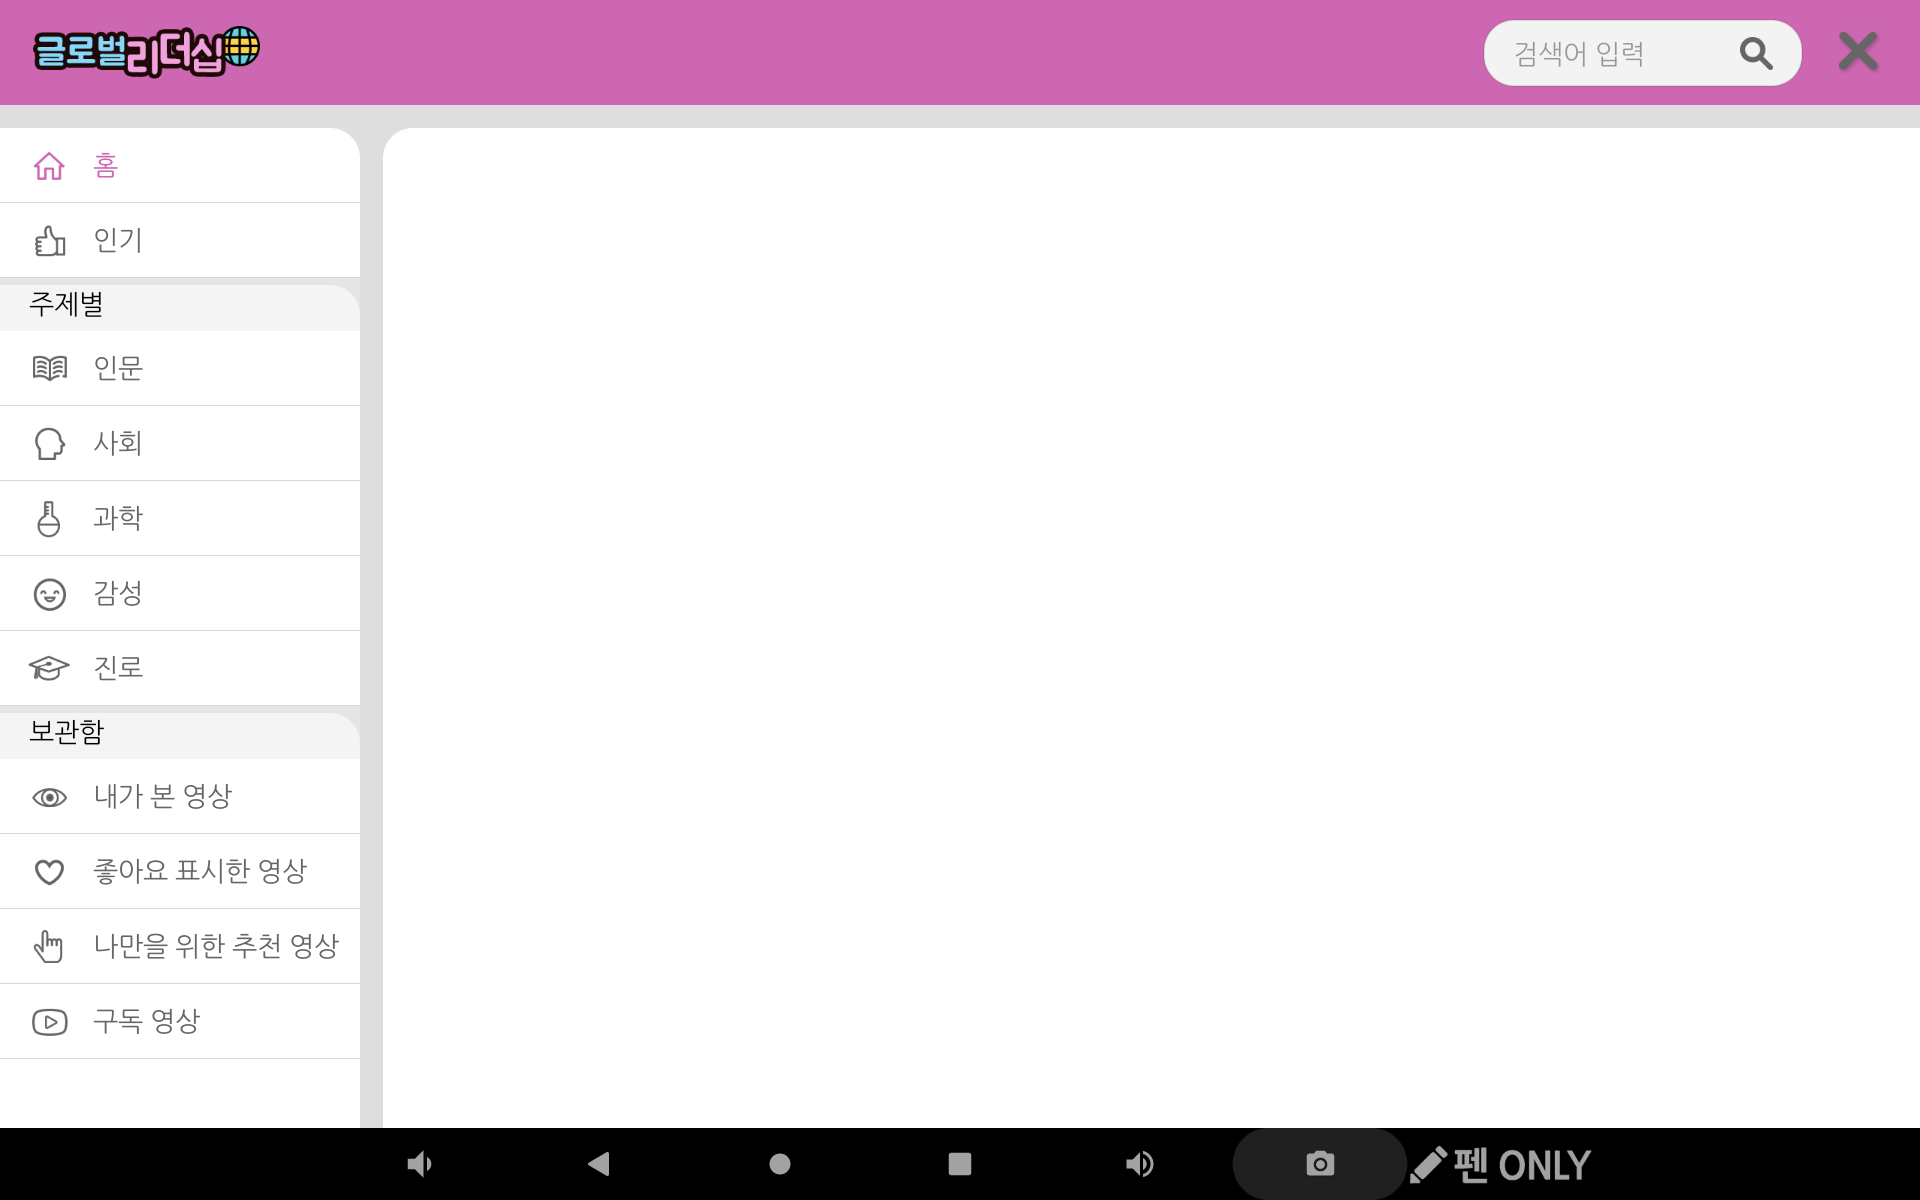 글로벌리더십
검색어 입력
홈
인기
주제별
인문
사회
과학
감성
진로
보관함
내가 본 영상
좋아요 표시한 영상
나만을 위한 추천 영상
구독 영상
펜 ONLY